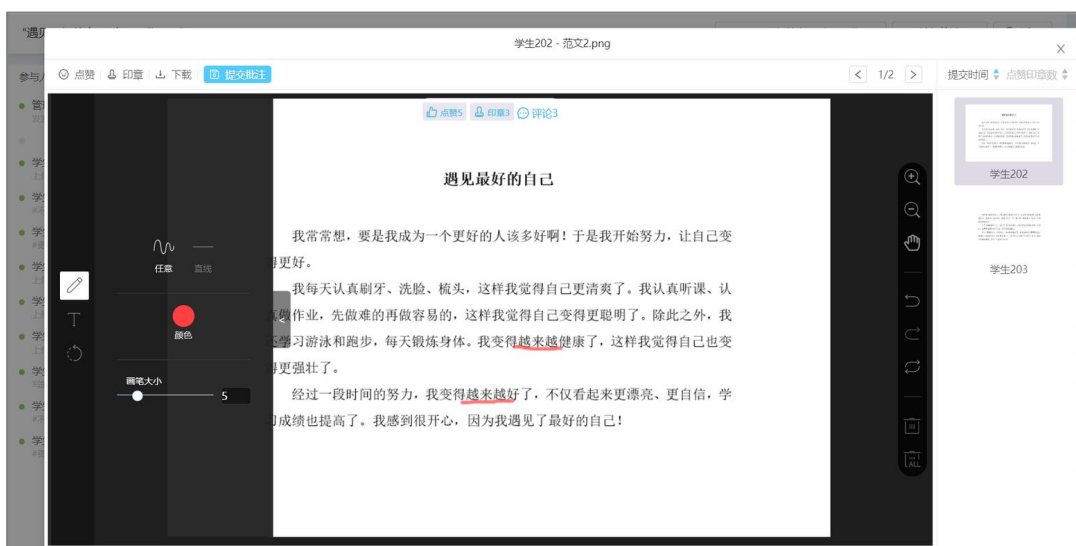 "遇见
学生202 - 范文2.png
X
参与人
点赞 印章 下载 提交批注
< 1/2 >
提交时间 点赞印章数
点赞5 印章3 评论3
遇见最好的自己
我常常想，要是我成为一个更好的人该多好啊！于是我开始努力，让自己变
得更好。
我每天认真刷牙、洗脸、梳头，这样我觉得自己更清爽了。我认真听课、认
真做作业，先做难的再做容易的，这样我觉得自己变得更聪明了。除此之外，我
还学习游泳和跑步，每天锻炼身体。我变得越来越健康了，这样我觉得自己也变
得更强壮了。
经过一段时间的努力，我变得越来越好了，不仅看起来更漂亮、更自信，学
习成绩也提高了。我感到很开心，因为我遇见了最好的自己！
任意 直线
颜色
画笔大小
5
T
ALL
学生202
学生203